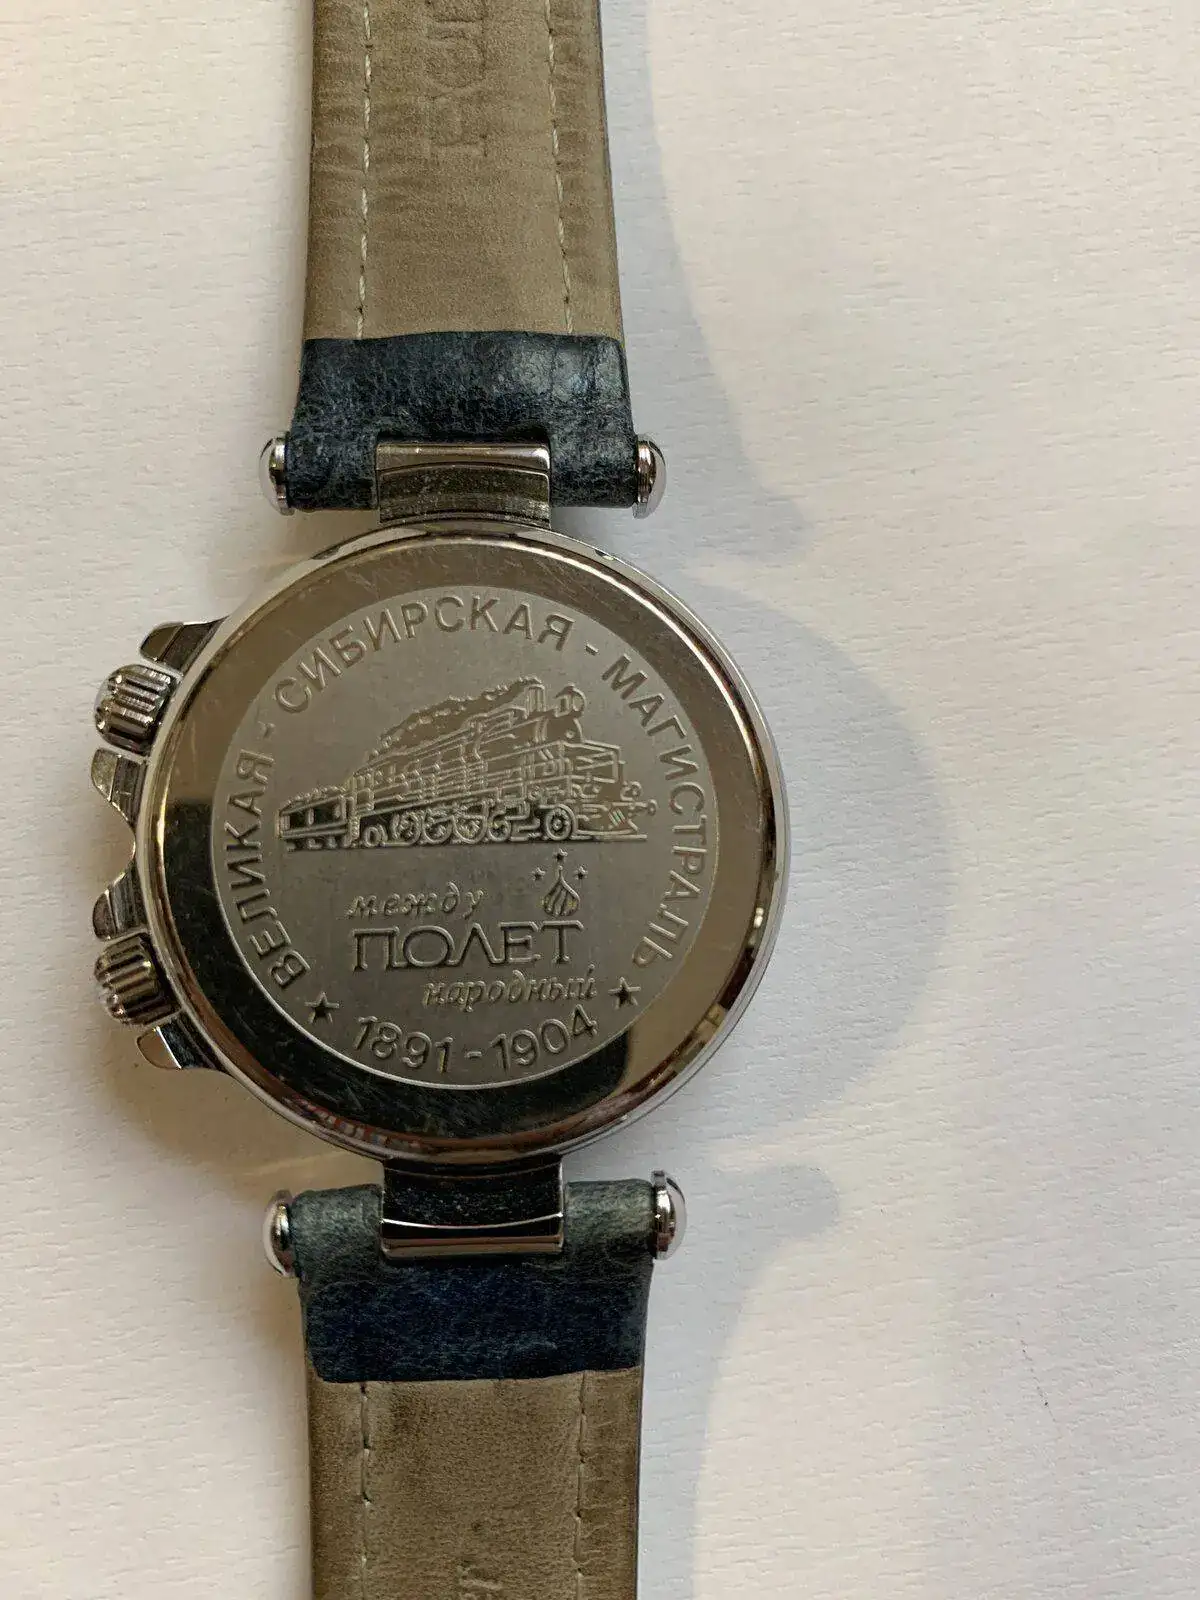 ВЕЛИКАЯ - СИБИРСКАЯ - МАГИСТРАЛЬ
между
ПОЛЕТ
народный
★ 1891-1904 ★